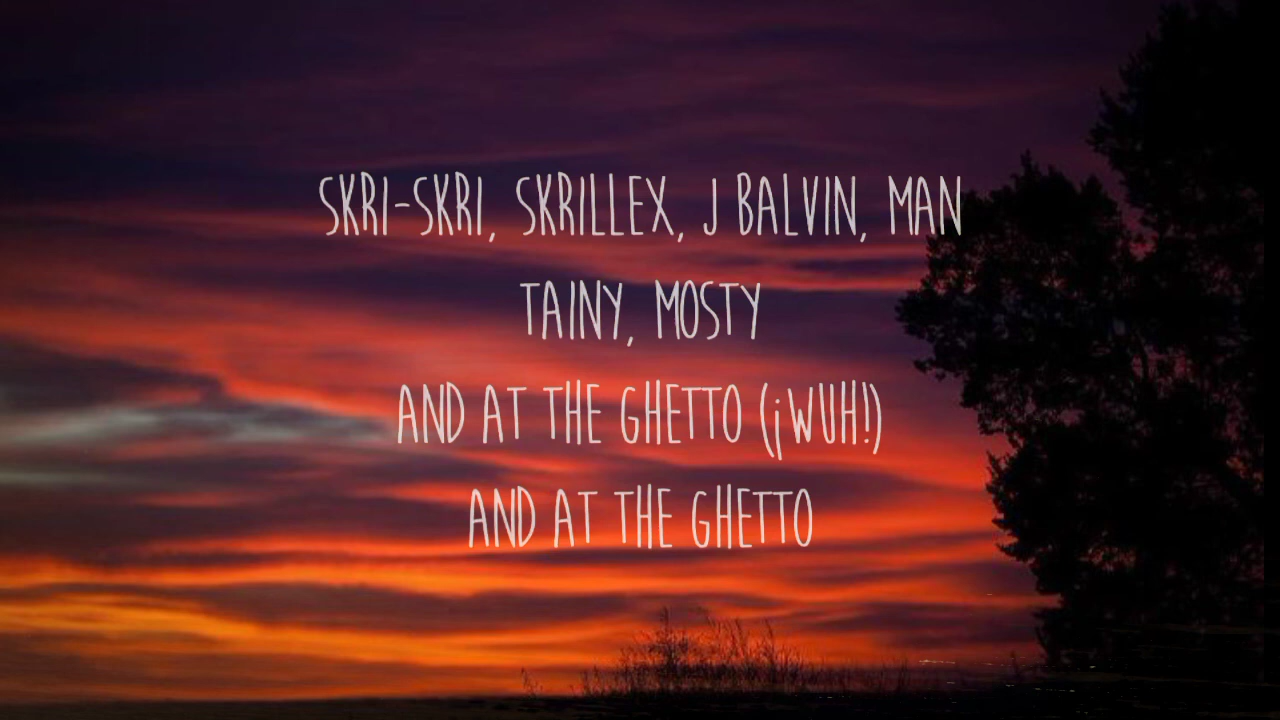 SKRI-SKRI, SKRILLEX, J BALVIN, MAN
TAINY, MOSTY
AND AT THE GHETTO (¡WUH!)
AND AT THE GHETTO